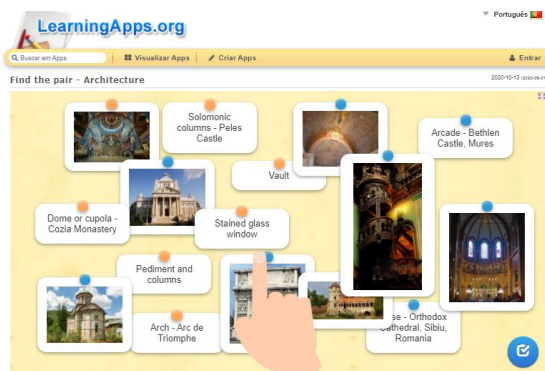 Português
LearningApps.org
Buscar em Apps
Visualizar Apps
Criar Apps
Entrar
Find the pair - Architecture
2020-10-13
Solomonic
columns - Peles
Castle
Arcade - Bethlen
Castle, Mures
Vault
Dome or cupola -
Cozia Monastery
Stained glass
window
Pediment and
columns
Arch - Arc de
Triomphe
se - Orthodox
Cathedral, Sibiu,
Romania